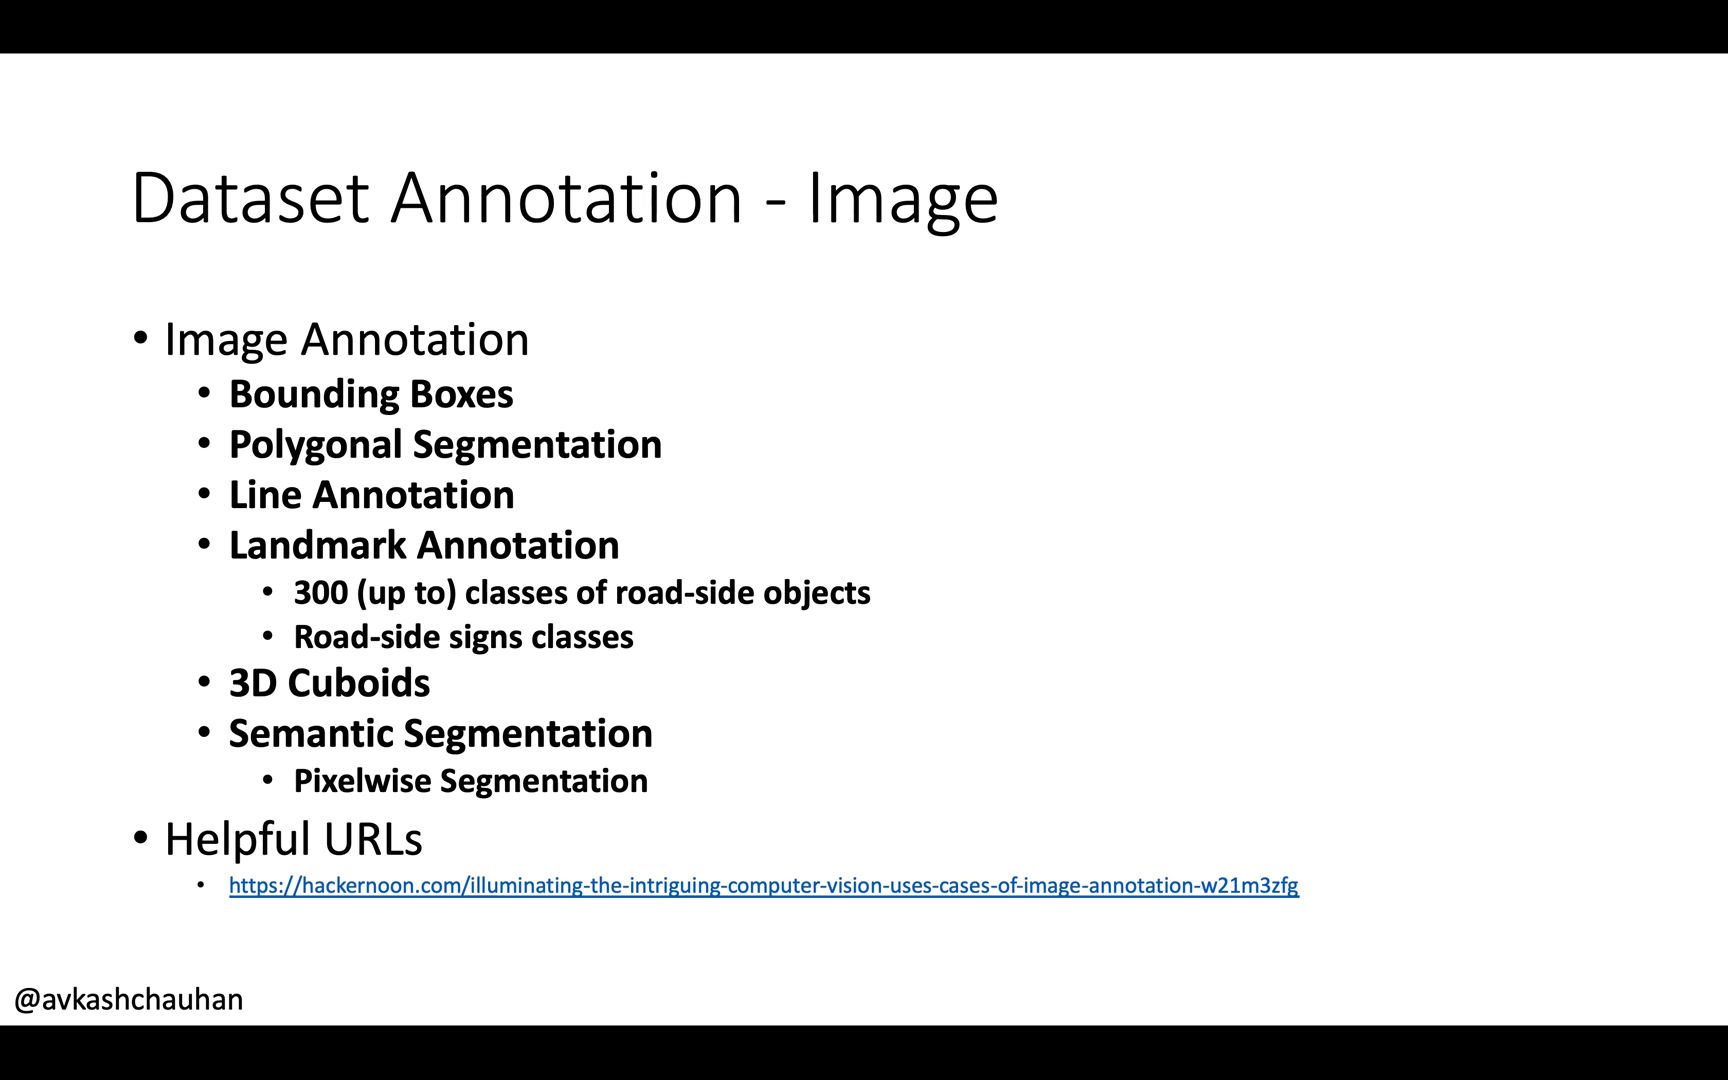 Dataset Annotation - Image
• Image Annotation
• Bounding Boxes
• Polygonal Segmentation
• Line Annotation
• Landmark Annotation
• 300 (up to) classes of road-side objects
• Road-side signs classes
• 3D Cuboids
• Semantic Segmentation
• Pixelwise Segmentation
• Helpful URLs
• https://hackernoon.com/illuminating-the-intriguing-computer-vision-uses-cases-of-image-annotation-w21m3zfg
@avkashchauhan